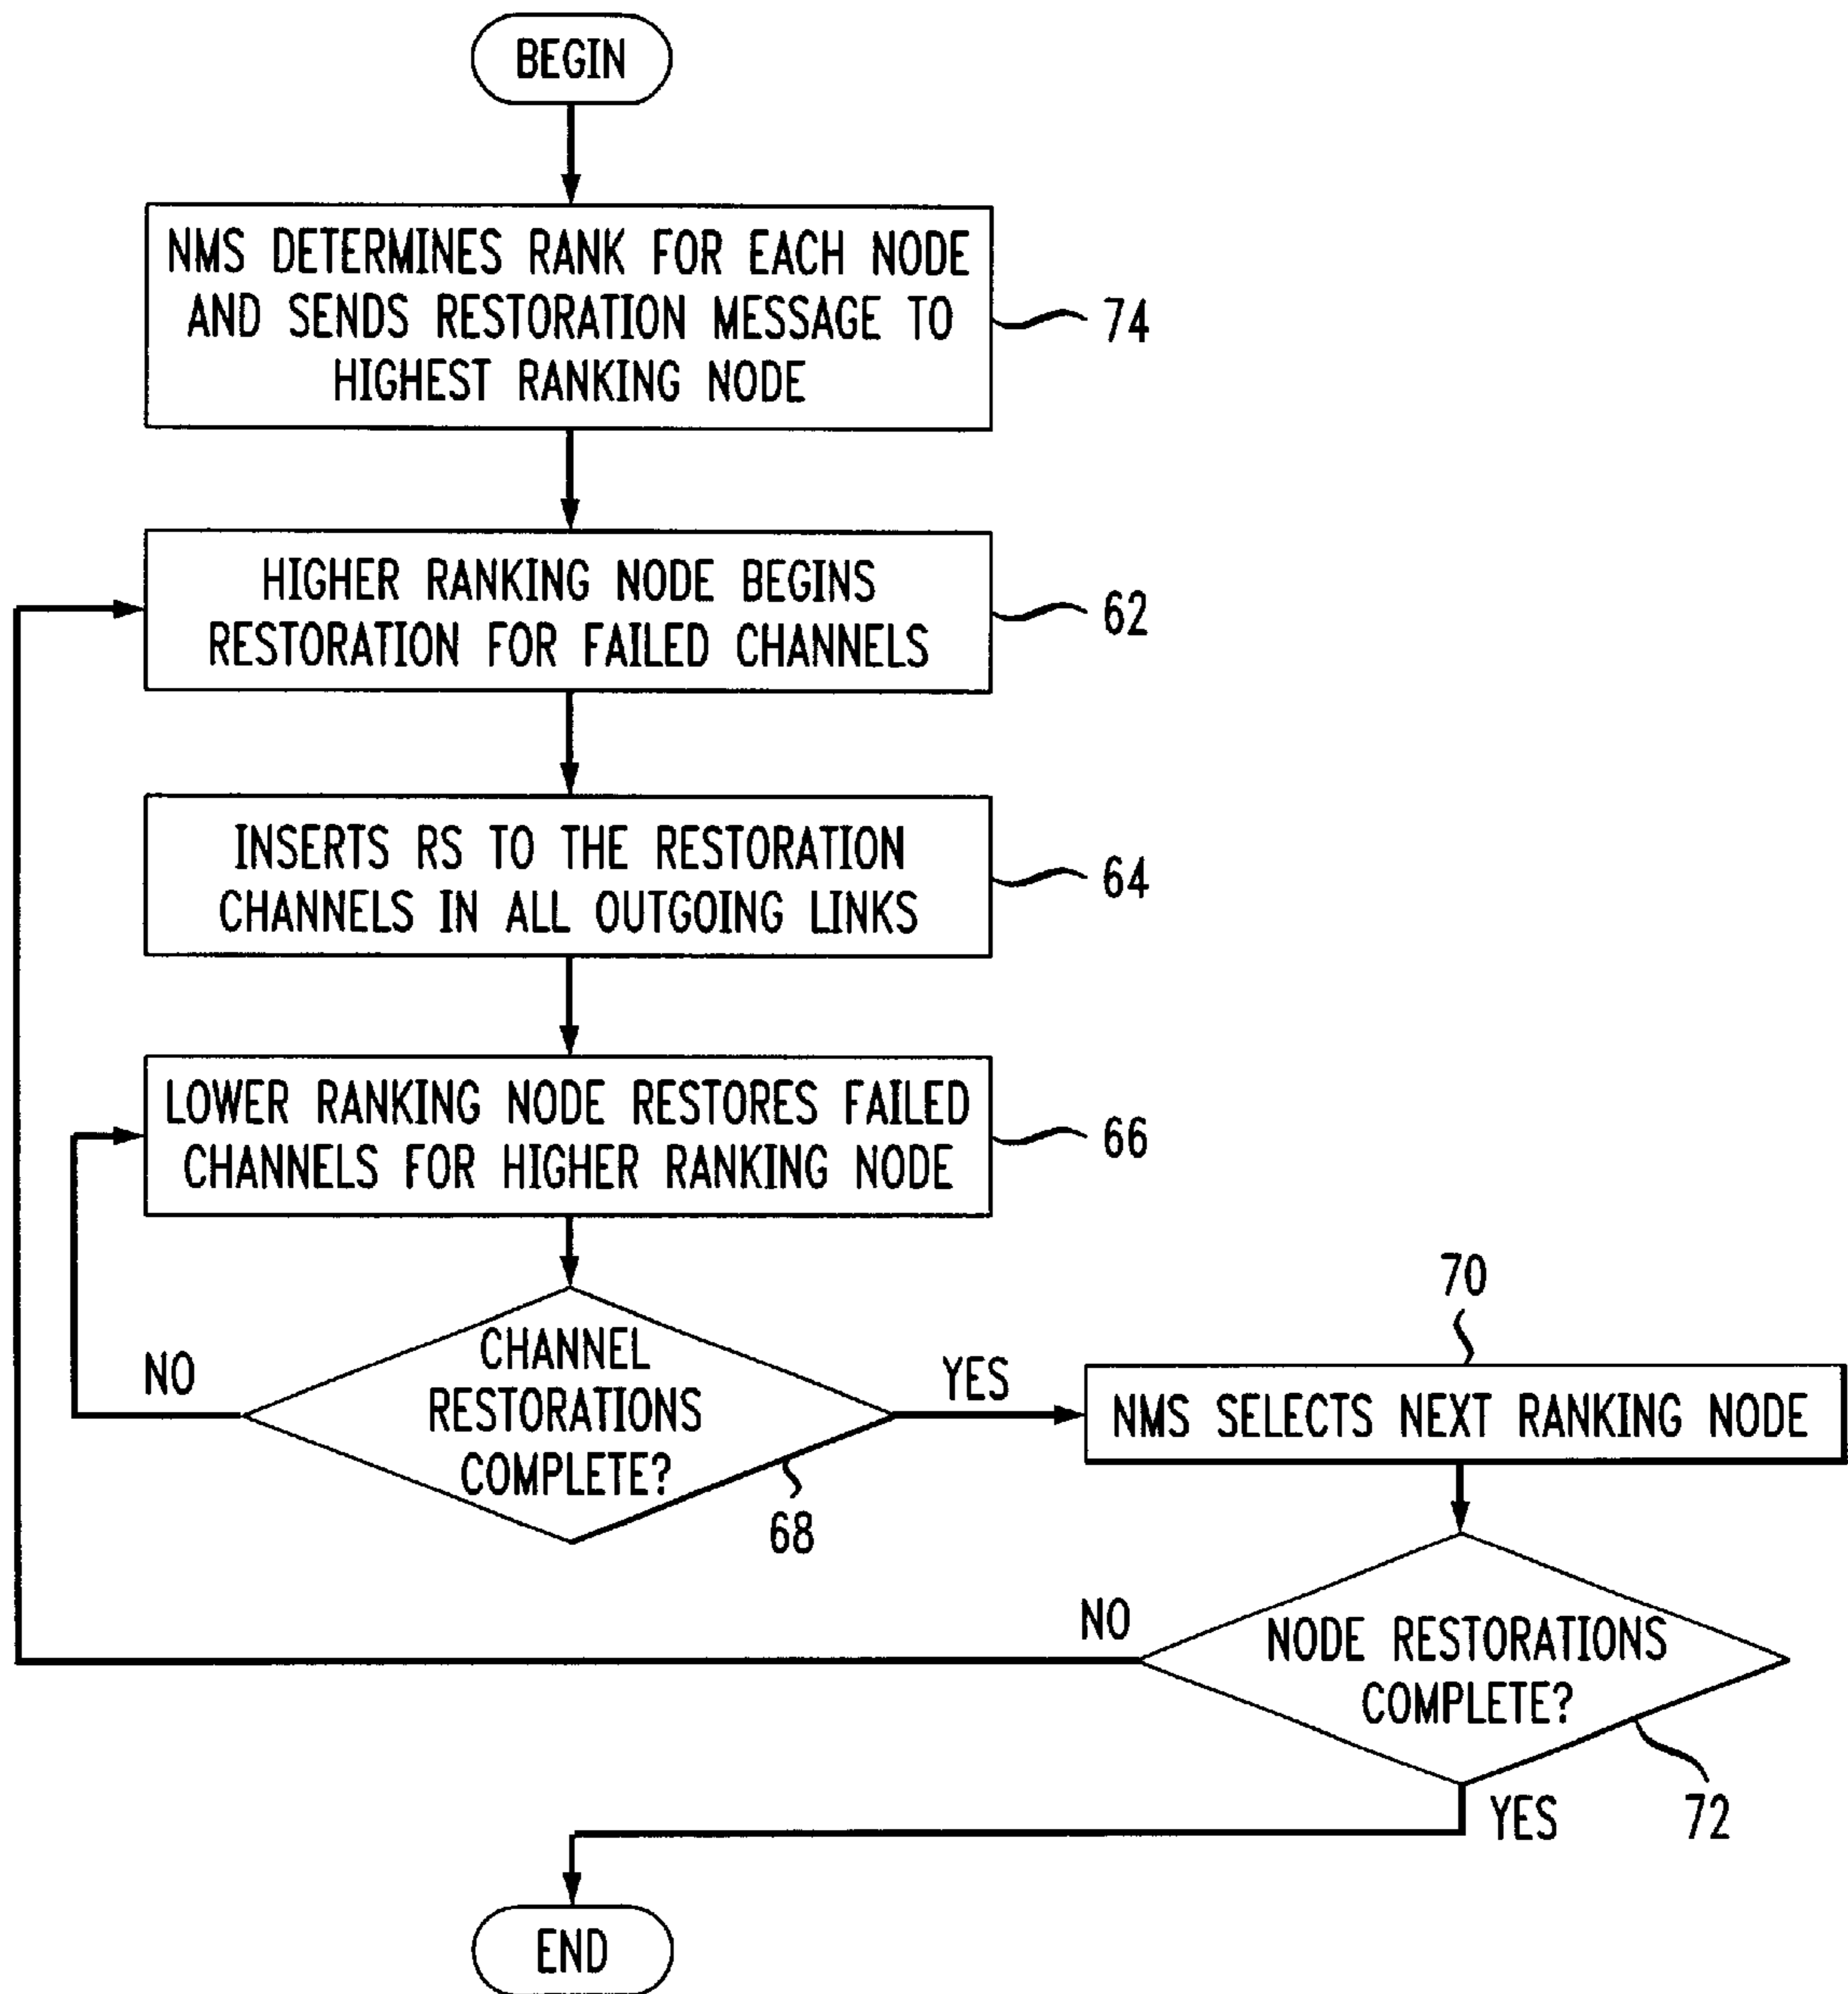 BEGIN
NMS DETERMINES RANK FOR EACH NODE
AND SENDS RESTORATION MESSAGE TO
HIGHEST RANKING NODE
74
HIGHER RANKING NODE BEGINS
RESTORATION FOR FAILED CHANNELS
62
INSERTS RS TO THE RESTORATION
CHANNELS IN ALL OUTGOING LINKS
64
LOWER RANKING NODE RESTORES FAILED
CHANNELS FOR HIGHER RANKING NODE
66
CHANNEL
RESTORATIONS
COMPLETE?
NO
YES
68
70
NMS SELECTS NEXT RANKING NODE
NO
NODE RESTORATIONS
COMPLETE?
YES
72
END